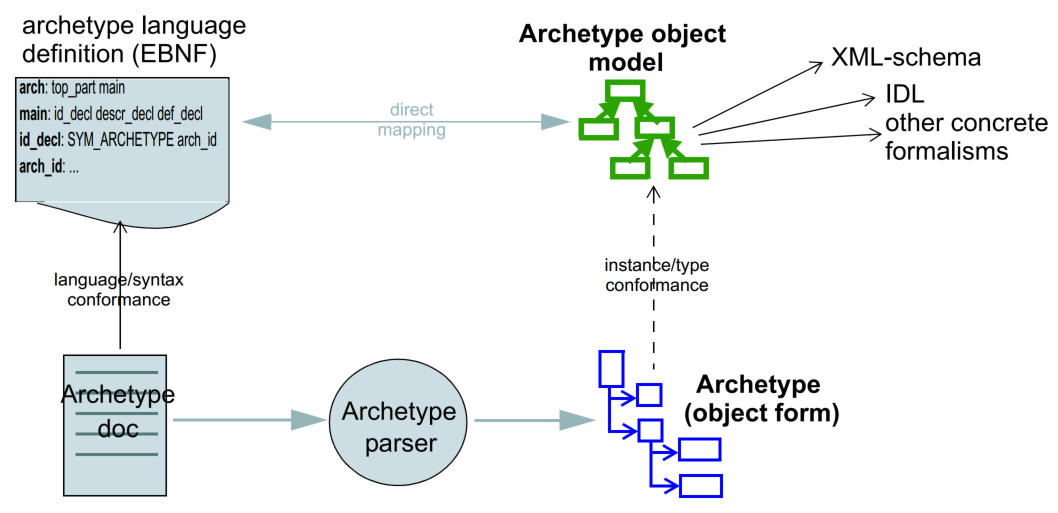 archetype language
definition (EBNF)
arch: top_part main
main: id_decl descr_decl def_decl
id_decl: SYM_ARCHETYPE arch_id
arch_id: ...
direct
mapping
Archetype object
model
XML-schema
IDL
other concrete
formalisms
language/syntax
conformance
instance/type
conformance
Archetype
doc
Archetype
parser
Archetype
(object form)